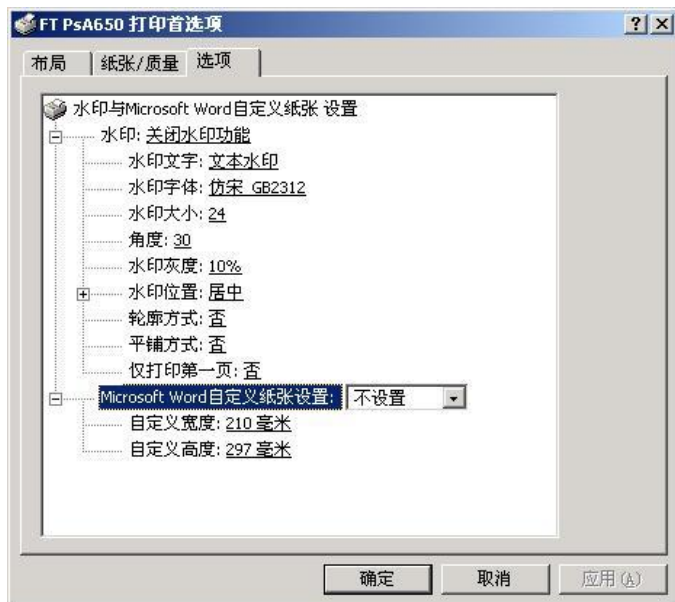 FT PsA650 打印首选项
布局 纸张/质量 选项
水印与Microsoft Word自定义纸张 设置
水印: 关闭水印功能
水印文字: 文本水印
水印字体: 仿宋_GB2312
水印大小: 24
角度: 30
水印灰度: 10%
水印位置: 居中
轮廓方式: 否
平铺方式: 否
仅打印第一页: 否
Microsoft Word自定义纸张设置: 不设置
自定义宽度: 210 毫米
自定义高度: 297 毫米
确定 取消 应用(A)